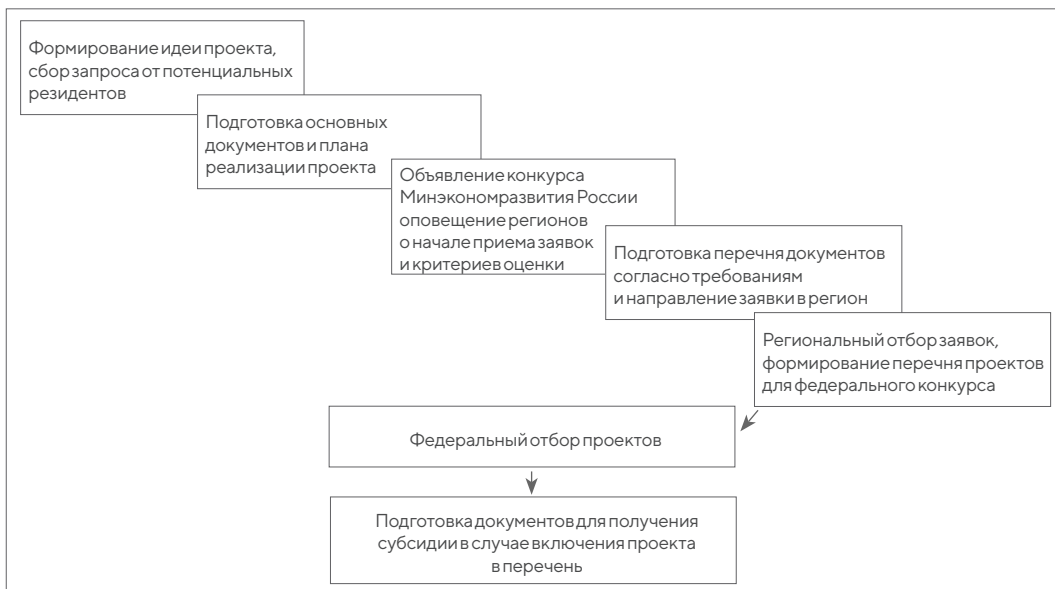 Формирование идеи проекта,
сбор запроса от потенциальных
резидентов
Подготовка основных
документов и плана
реализации проекта
Объявление конкурса
Минэкономразвития России
оповещение регионов
о начале приема заявок
и критериев оценки
Подготовка перечня документов
согласно требованиям
и направление заявки в регион
Региональный отбор заявок,
формирование перечня проектов
для федерального конкурса
Федеральный отбор проектов
Подготовка документов для получения
субсидии в случае включения проекта
в перечень